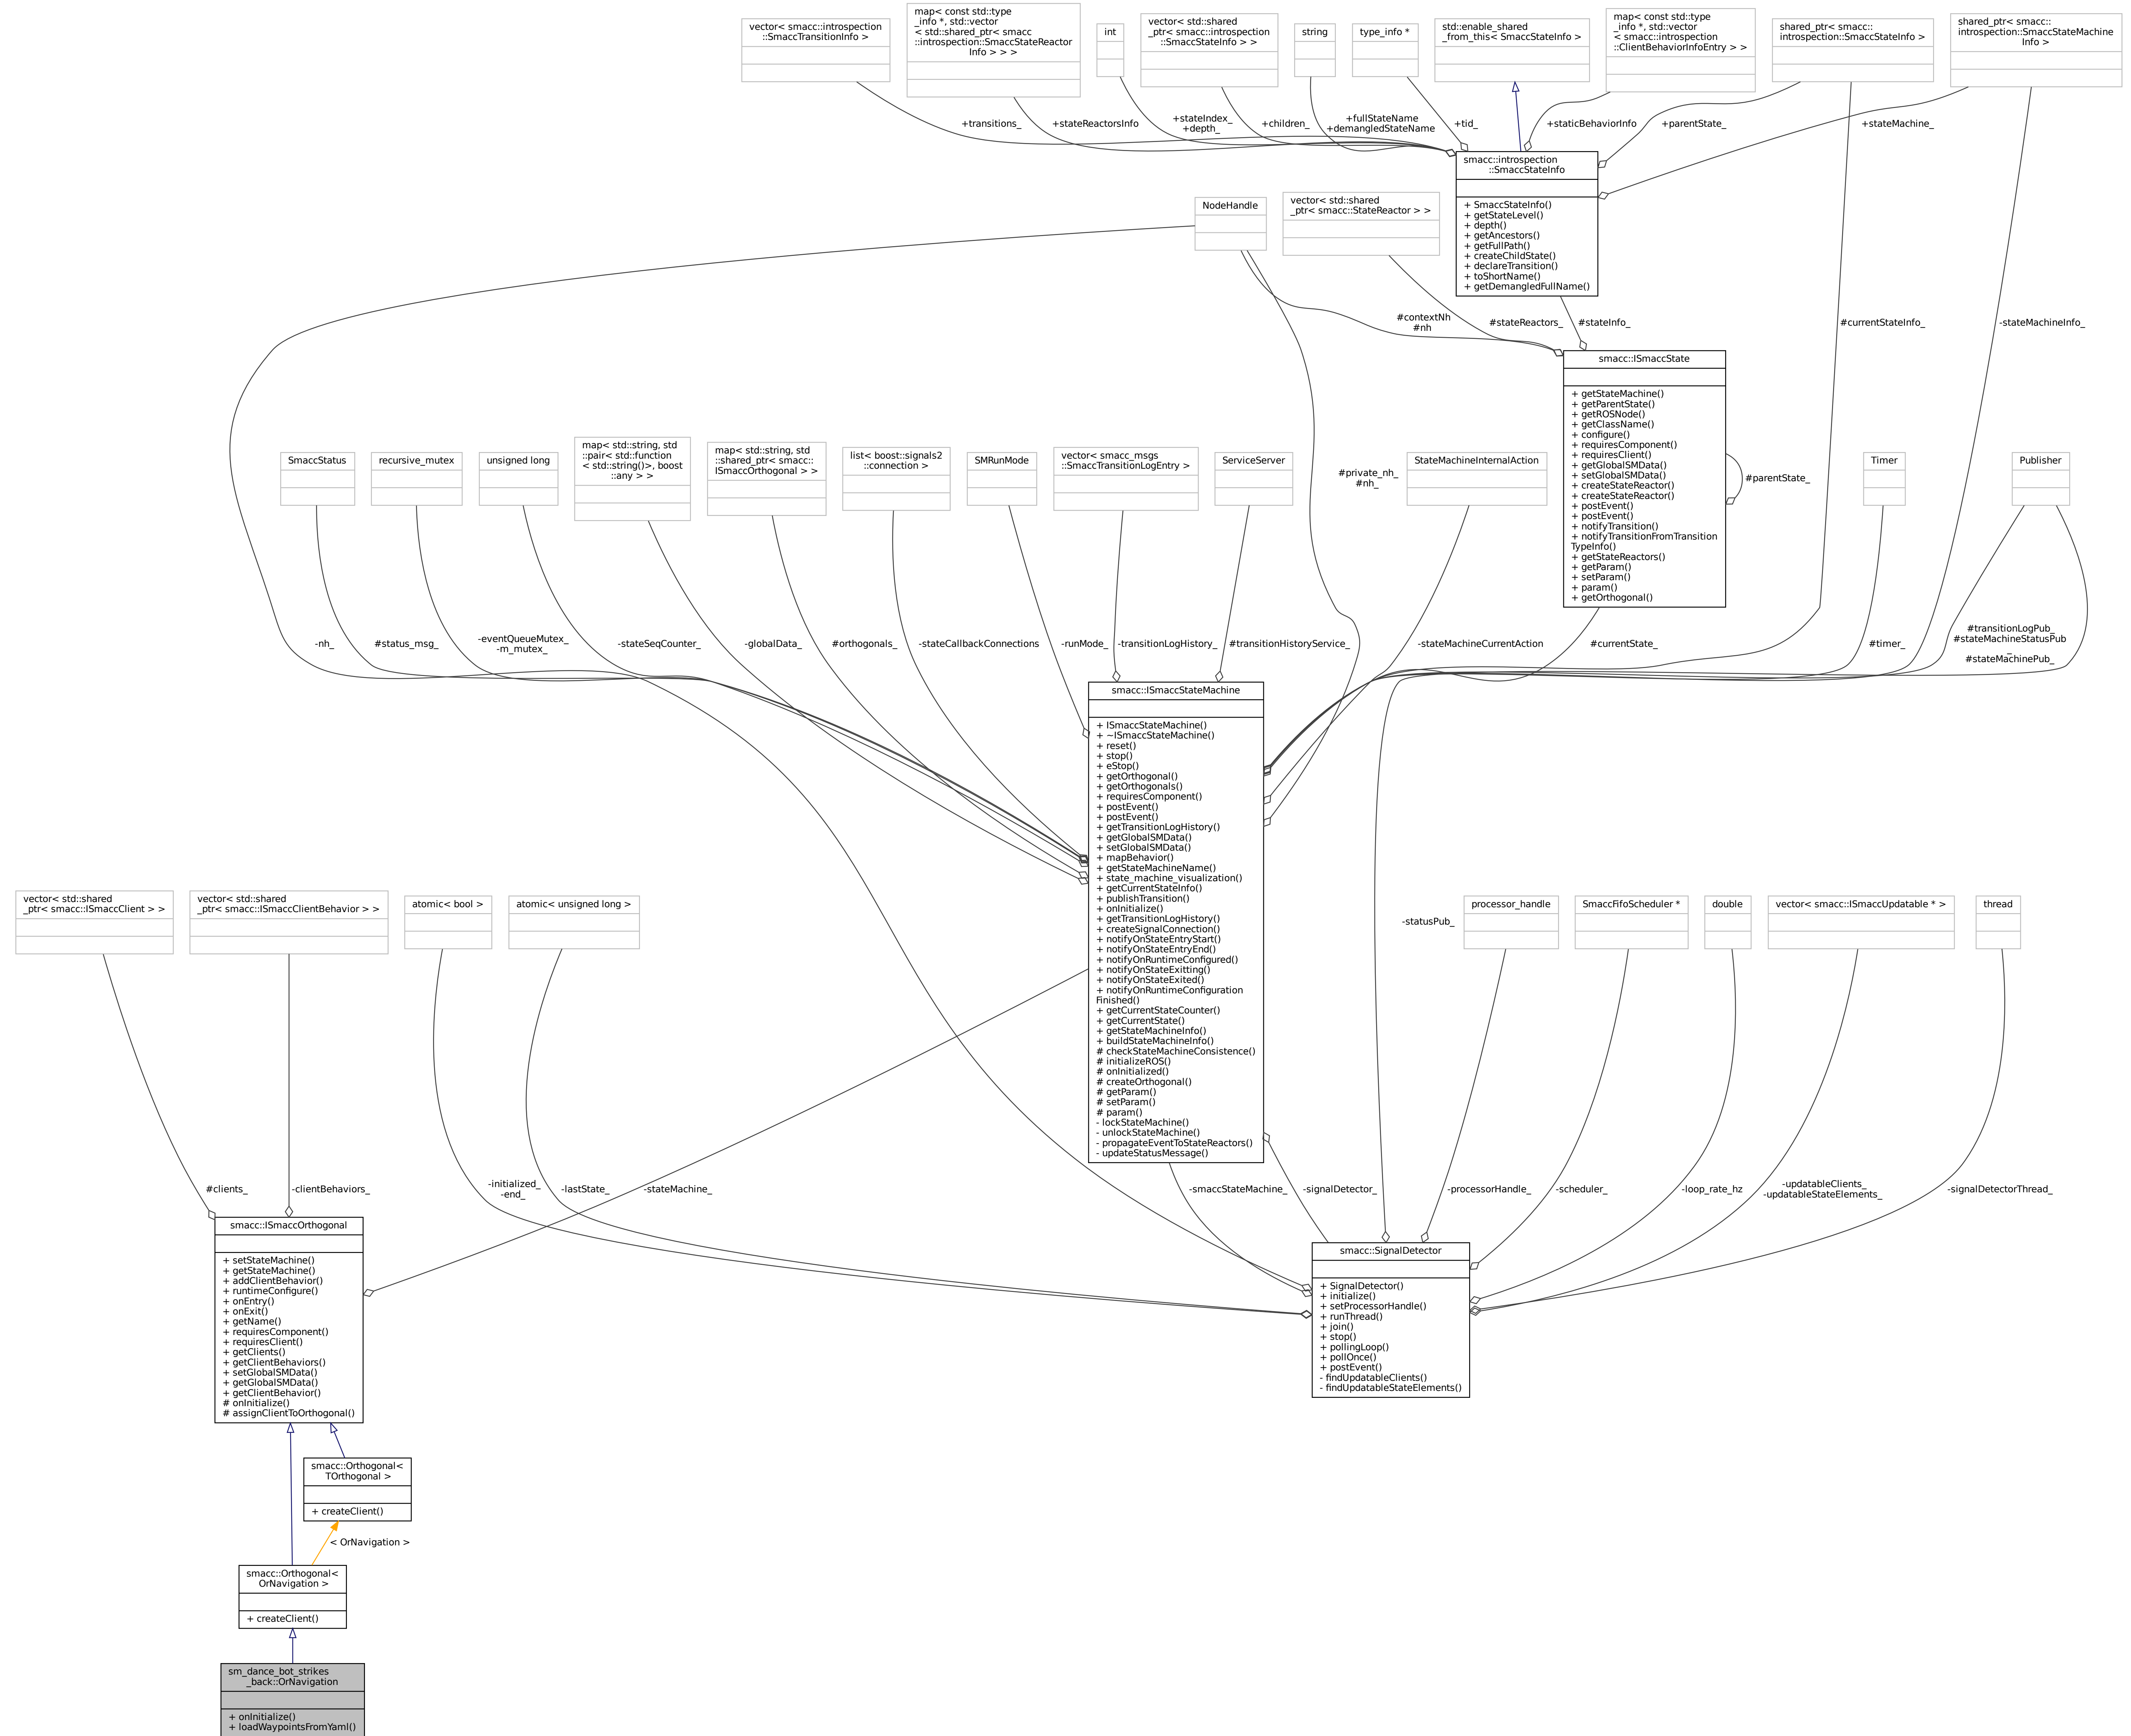 vector< smacc::introspection
::SmaccTransitionInfo >
map< const std::type
_info *, std::vector
< std::shared_ptr< smacc
::introspection::SmaccStateReactor
Info > > >
int
vector< std::shared
_ptr< smacc::introspection
::SmaccStateInfo > >
string
type_info *
std::enable_shared
_from_this< SmaccStateInfo >
map< const std::type
_info *, std::vector
< smacc::introspection
::ClientBehaviorInfoEntry > >
shared_ptr< smacc::
introspection::SmaccStateInfo >
shared_ptr< smacc::
introspection::SmaccStateMachine
Info >
+transitions_
+stateReactorsInfo
+stateIndex_
+depth_
+children_
+fullStateName
+demangledStateName
+tid_
+staticBehaviorInfo
+parentState_
+stateMachine_
smacc::introspection
::SmaccStateInfo
+ SmaccStateInfo()
+ getStateLevel()
+ depth()
+ getAncestors()
+ getFullPath()
+ createChildState()
+ declareTransition()
+ toShortName()
+ getDemangledFullName()
NodeHandle
vector< std::shared
_ptr< smacc::StateReactor > >
#contextNh
#nh
#stateReactors_
#stateInfo_
#currentStateInfo_
-stateMachineInfo_
smacc::ISmaccState
+ getStateMachine()
+ getParentState()
+ getROSNode()
+ getClassName()
+ configure()
+ requiresComponent()
+ requiresClient()
+ getGlobalSMData()
+ setGlobalSMData()
+ createStateReactor()
+ createStateReactor()
+ postEvent()
+ postEvent()
+ notifyTransition()
+ notifyTransitionFromTransition
TypeInfo()
+ getStateReactors()
+ getParam()
+ setParam()
+ param()
+ getOrthogonal()
#parentState_
SmaccStatus
recursive_mutex
unsigned long
map< std::string, std
::pair< std::function
< std::string()>, boost
::any > >
map< std::string, std
::shared_ptr< smacc::
ISmaccOrthogonal > >
list< boost::signals2
::connection >
SMRunMode
vector< smacc_msgs
::SmaccTransitionLogEntry >
ServiceServer
#private_nh_
#nh_
StateMachineInternalAction
Timer
Publisher
-nh_
#status_msg_
-eventQueueMutex_
-m_mutex_
-stateSeqCounter_
-globalData_
#orthogonals_
-stateCallbackConnections
-runMode_
-transitionLogHistory_
#transitionHistoryService_
-stateMachineCurrentAction
#currentState_
#timer_
#transitionLogPub_
#stateMachineStatusPub
_
#stateMachinePub_
smacc::ISmaccStateMachine
+ ISmaccStateMachine()
+ ~ISmaccStateMachine()
+ reset()
+ stop()
+ eStop()
+ getOrthogonal()
+ getOrthogonals()
+ requiresComponent()
+ postEvent()
+ postEvent()
+ getTransitionLogHistory()
+ getGlobalSMData()
+ setGlobalSMData()
+ mapBehavior()
+ getStateMachineName()
+ state_machine_visualization()
+ getCurrentStateInfo()
+ publishTransition()
+ onInitialize()
+ getTransitionLogHistory()
+ createSignalConnection()
+ notifyOnStateEntryStart()
+ notifyOnStateEntryEnd()
+ notifyOnRuntimeConfigured()
+ notifyOnStateExitting()
+ notifyOnStateExited()
+ notifyOnRuntimeConfiguration
Finished()
+ getCurrentStateCounter()
+ getCurrentState()
+ getStateMachineInfo()
+ buildStateMachineInfo()
# checkStateMachineConsistence()
# initializeROS()
# onInitialized()
# createOrthogonal()
# getParam()
# setParam()
# param()
- lockStateMachine()
- unlockStateMachine()
- propagateEventToStateReactors()
- updateStatusMessage()
vector< std::shared
_ptr< smacc::ISmaccClient > >
vector< std::shared
_ptr< smacc::ISmaccClientBehavior > >
atomic< bool >
atomic< unsigned long >
-statusPub_
processor_handle
SmaccFifoScheduler *
double
vector< smacc::ISmaccUpdatable * >
thread
#clients_
-clientBehaviors_
-initialized_
-end_
-lastState_
-stateMachine_
-smaccStateMachine_
-signalDetector_
-processorHandle_
-scheduler_
-loop_rate_hz
-updatableClients_
-updatableStateElements_
-signalDetectorThread_
smacc::ISmaccOrthogonal
+ setStateMachine()
+ getStateMachine()
+ addClientBehavior()
+ runtimeConfigure()
+ onEntry()
+ onExit()
+ getName()
+ requiresComponent()
+ requiresClient()
+ getClients()
+ getClientBehaviors()
+ setGlobalSMData()
+ getGlobalSMData()
+ getClientBehavior()
# onInitialize()
# assignClientToOrthogonal()
smacc::SignalDetector
+ SignalDetector()
+ initialize()
+ setProcessorHandle()
+ runThread()
+ join()
+ stop()
+ pollingLoop()
+ pollOnce()
+ postEvent()
- findUpdatableClients()
- findUpdatableStateElements()
smacc::Orthogonal<
TOrthogonal >
+ createClient()
< OrNavigation >
smacc::Orthogonal<
OrNavigation >
+ createClient()
sm_dance_bot_strikes
_back::OrNavigation
+ onInitialize()
+ loadWaypointsFromYaml()